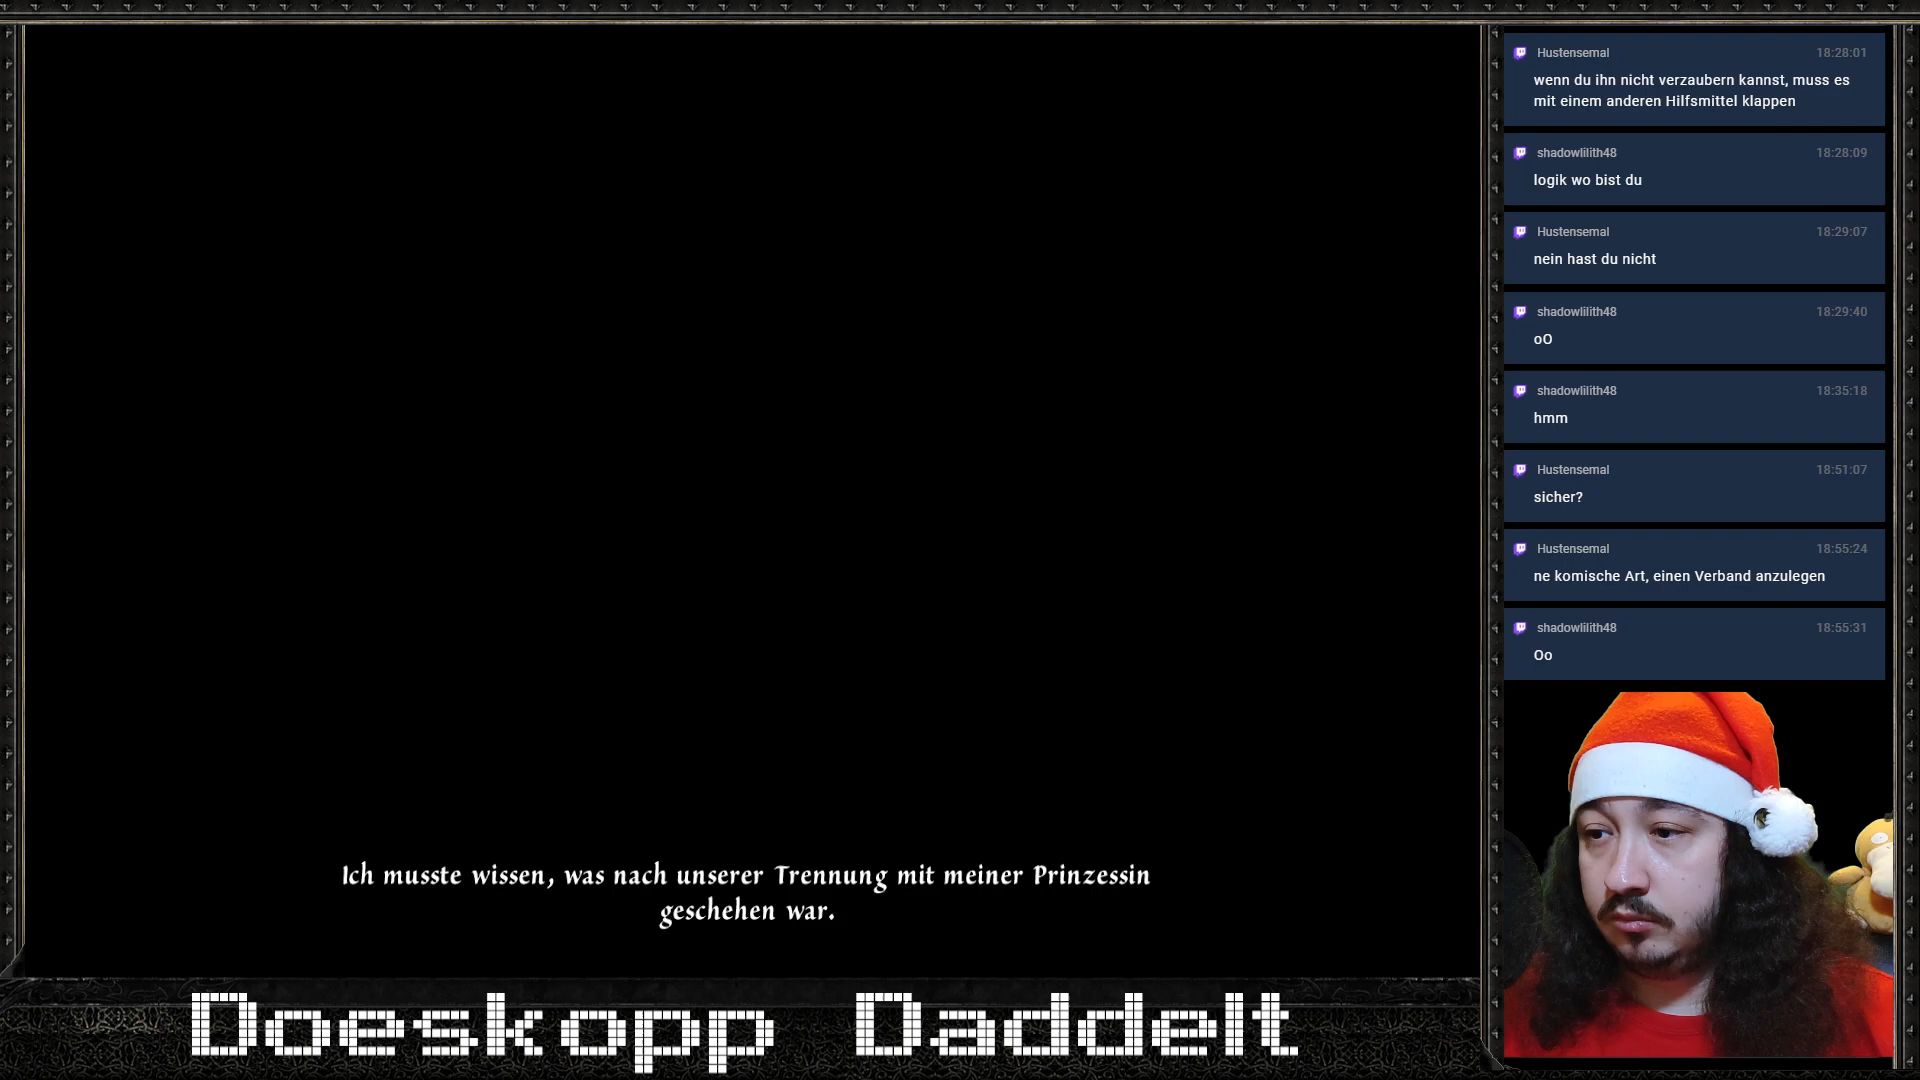 Hustensemal 18:28:01
wenn du ihn nicht verzaubern kannst, muss es
mit einem anderen Hilfsmittel klappen
shadowlilith48 18:28:09
logik wo bist du
Hustensemal 18:29:07
nein hast du nicht
shadowlilith48 18:29:40
oO
shadowlilith48 18:35:18
hmm
Hustensemal 18:51:07
sicher?
Hustensemal 18:55:24
ne komische Art, einen Verband anzulegen
shadowlilith48 18:55:31
Oo
Ich musste wissen, was nach unserer Trennung mit meiner Prinzessin
geschehen war.
Doeskopp Daddelt